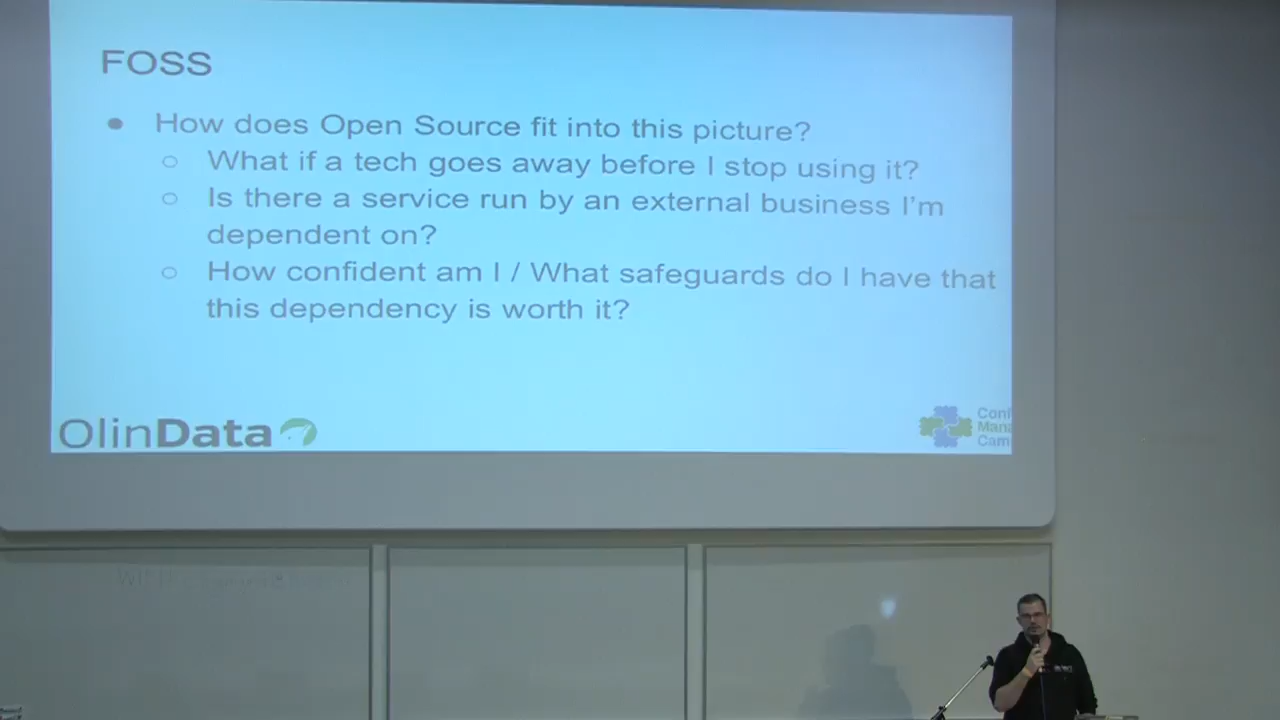 FOSS
● How does Open Source fit into this picture?
○ What if a tech goes away before I stop using it?
○ Is there a service run by an external business I'm
dependent on?
○ How confident am I / What safeguards do I have that
this dependency is worth it?
OlinData
Mana
Cam